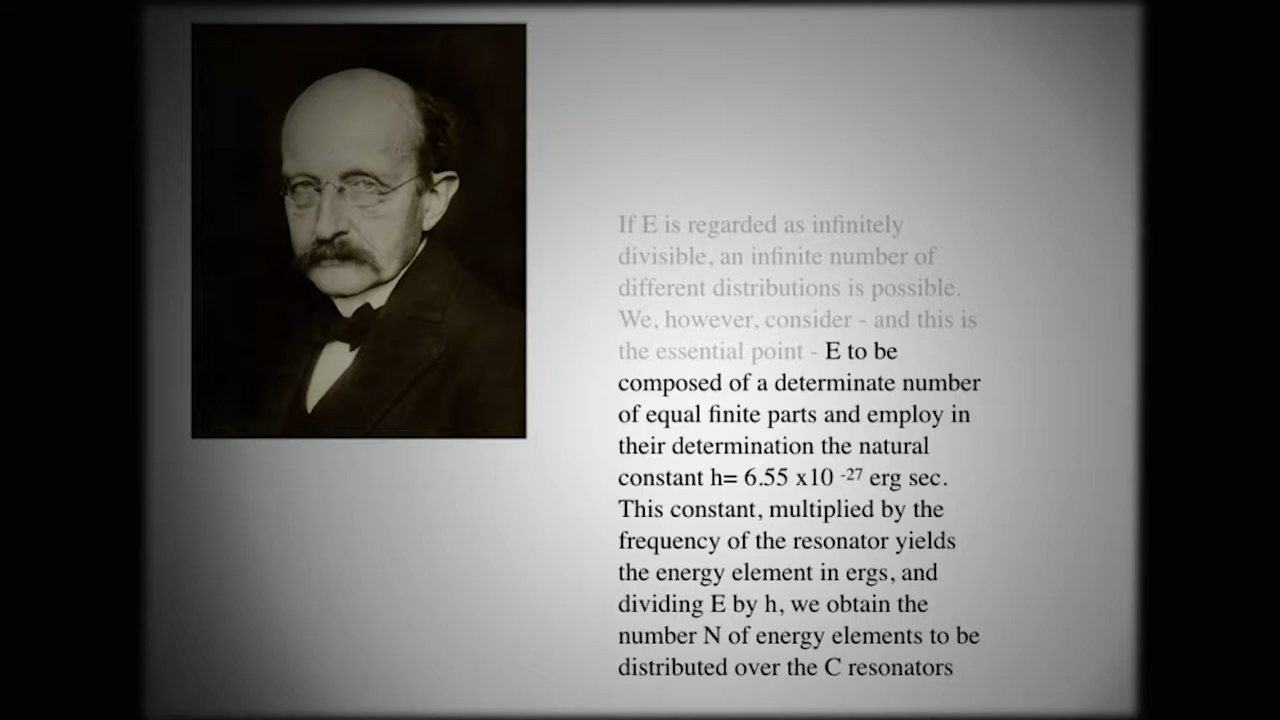 If E is regarded as infinitely
divisible, an infinite number of
different distributions is possible.
We, however, consider - and this is
the essential point - E to be
composed of a determinate number
of equal finite parts and employ in
their determination the natural
constant h= 6.55 x10 -27 erg sec.
This constant, multiplied by the
frequency of the resonator yields
the energy element in ergs, and
dividing E by h, we obtain the
number N of energy elements to be
distributed over the C resonators